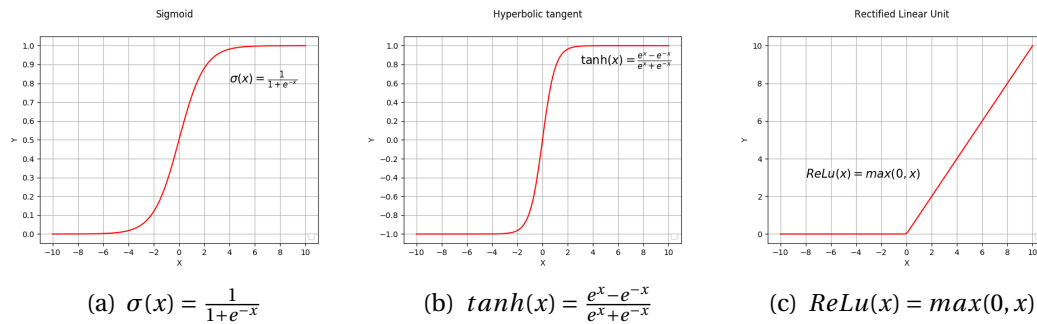 Sigmoid
1.0
0.9
0.8
0.7
0.6
0.5
0.4
0.3
0.2
0.1
0.0
Y
σ(x) = 1/(1+e^{-x})
−10 −8 −6 −4 −2 0 2 4 6 8 10
X
(a) σ(x) = 1/(1+e^{-x})
Hyperbolic tangent
1.0
0.8
0.6
0.4
0.2
0.0
−0.2
−0.4
−0.6
−0.8
−1.0
Y
tanh(x) = (e^x−e^{-x})/(e^x+e^{-x})
−10 −8 −6 −4 −2 0 2 4 6 8 10
X
(b) tanh(x) = (e^x−e^{-x})/(e^x+e^{-x})
Rectified Linear Unit
10
8
6
4
2
0
Y
ReLu(x) = max(0, x)
−10 −8 −6 −4 −2 0 2 4 6 8 10
X
(c) ReLu(x) = max(0, x)